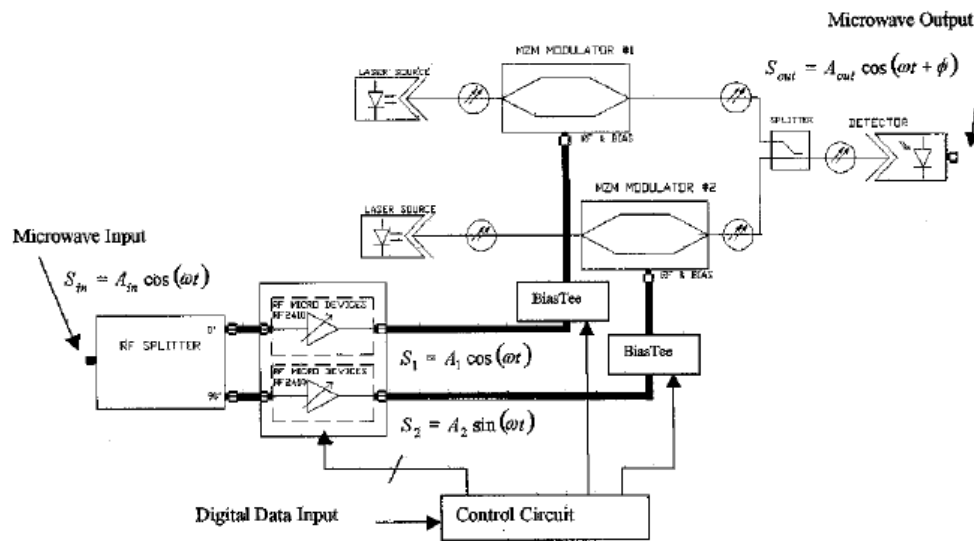 Microwave Output
S_out = A_out cos(ωt + ϕ)
MZM MODULATOR #1
LASER SOURCE
RF & BIAS
SPLITTER
DETECTOR
MZM MODULATOR #2
LASER SOURCE
RF & BIAS
Microwave Input
S_in = A_in cos(ωt)
BiasTee
BiasTee
RF SPLITTER
0°
90°
RF MICRO DEVICES
RF2410
S_1 = A_1 cos(ωt)
RF MICRO DEVICES
S_2 = A_2 sin(ωt)
Digital Data Input
Control Circuit